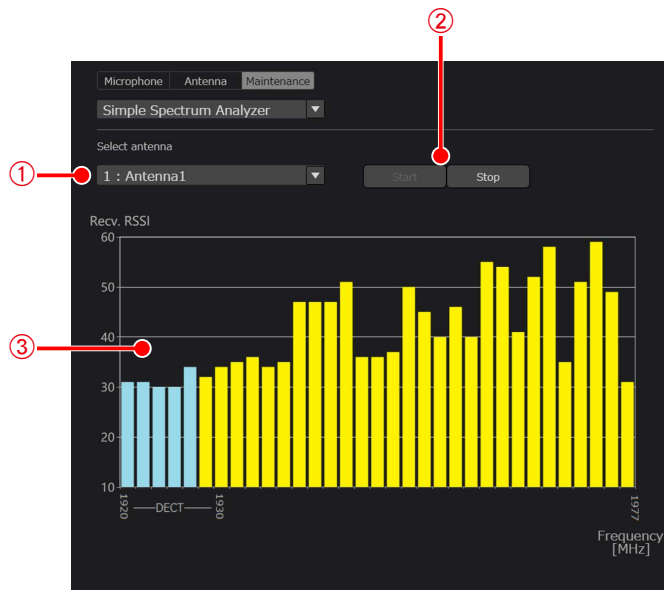 ②
Microphone Antenna Maintenance
Simple Spectrum Analyzer
Select antenna
①
1 : Antenna1
Start Stop
Recv. RSSI
60
50
③
40
30
20
10
1920 DECT 1930 1977
Frequency
[MHz]